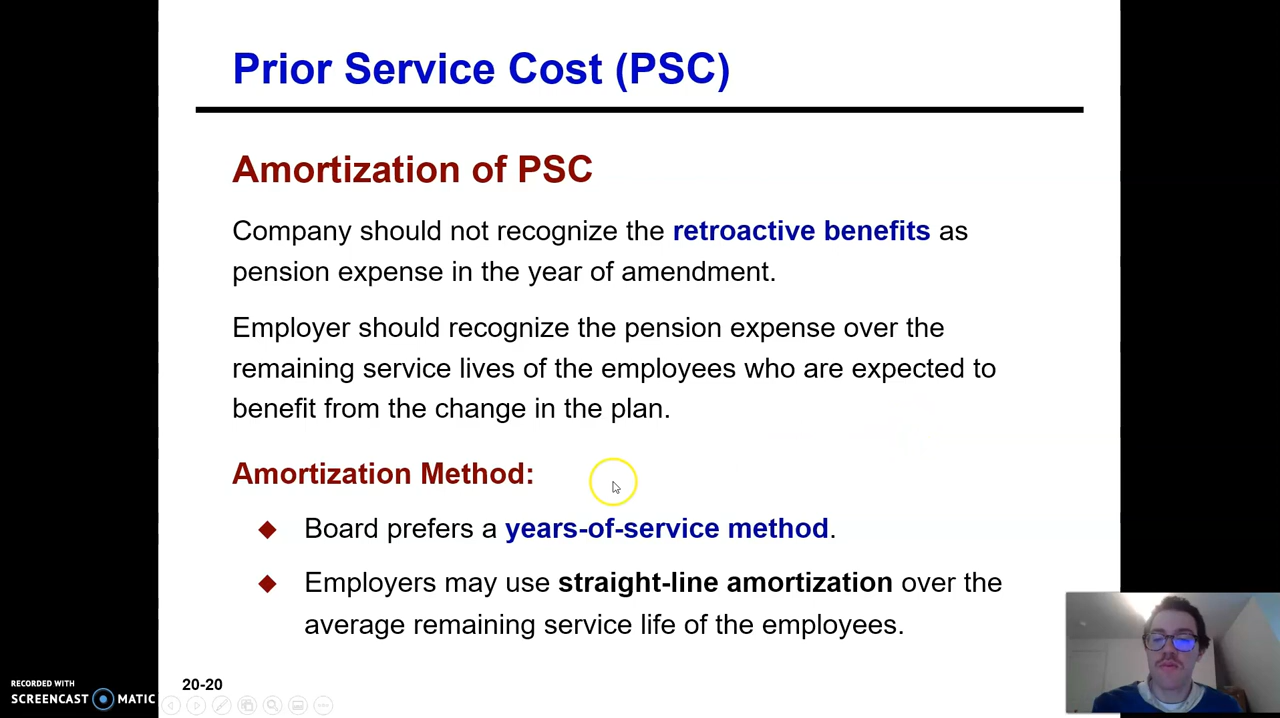 Prior Service Cost (PSC)
Amortization of PSC
Company should not recognize the retroactive benefits as
pension expense in the year of amendment.
Employer should recognize the pension expense over the
remaining service lives of the employees who are expected to
benefit from the change in the plan.
Amortization Method:
Board prefers a years-of-service method.
Employers may use straight-line amortization over the
average remaining service life of the employees.
20-20
RECORDED WITH
SCREENCAST MATIC